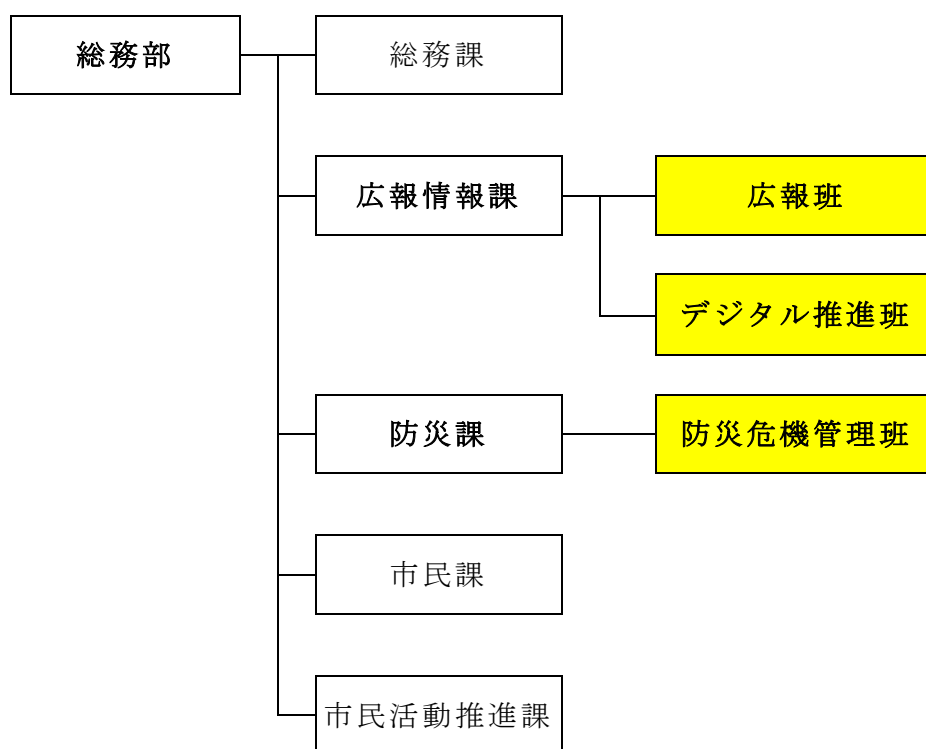 総務部
総務課
広報情報課
広報班
デジタル推進班
防災課
防災危機管理班
市民課
市民活動推進課